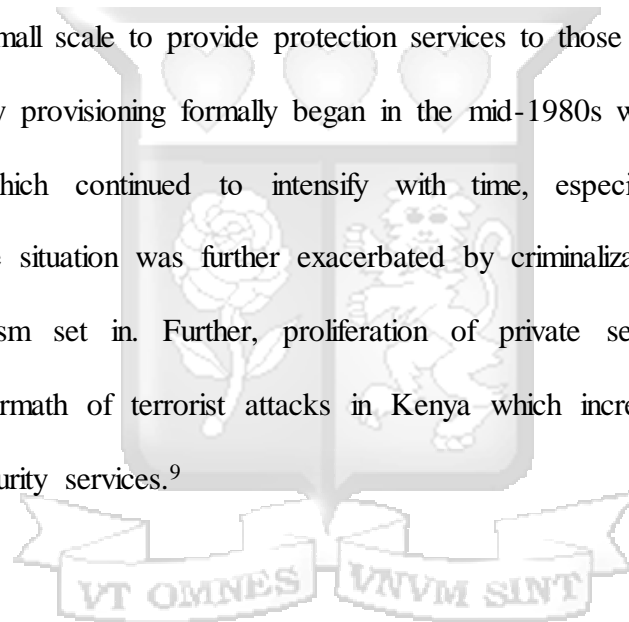 mall scale to provide protection services to those
provisioning formally began in the mid-1980s w
hich continued to intensify with time, especi
situation was further exacerbated by criminaliza
sm set in. Further, proliferation of private se
rmath of terrorist attacks in Kenya which incre
urity services.⁹
VT OMNES VNVM SINT